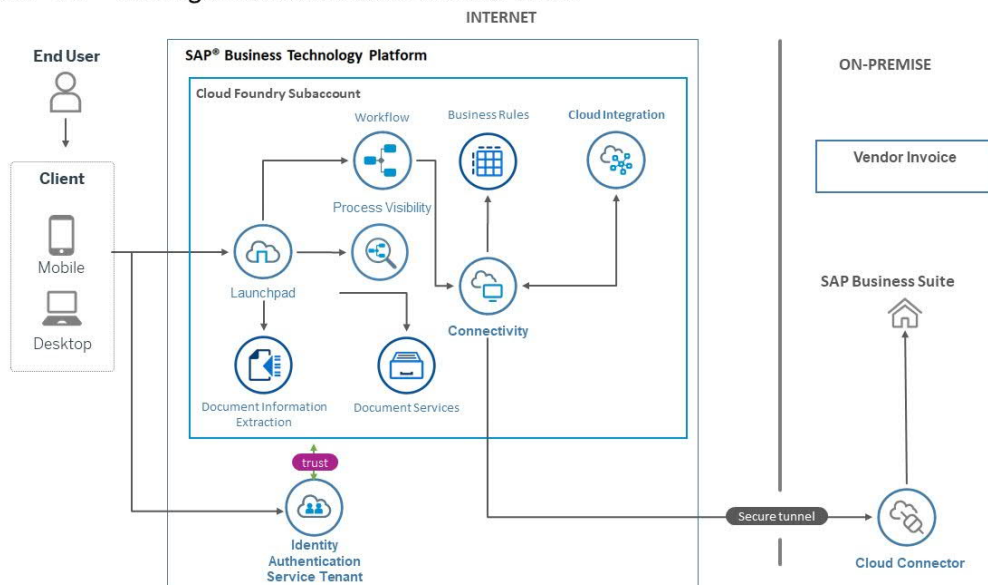 INTERNET
End User
SAP® Business Technology Platform
ON-PREMISE
Cloud Foundry Subaccount
Workflow
Business Rules
Cloud Integration
Vendor Invoice
Client
Process Visibility
Mobile
Launchpad
SAP Business Suite
Connectivity
Desktop
Document Information
Extraction
Document Services
trust
Secure tunnel
Identity
Authentication
Service Tenant
Cloud Connector